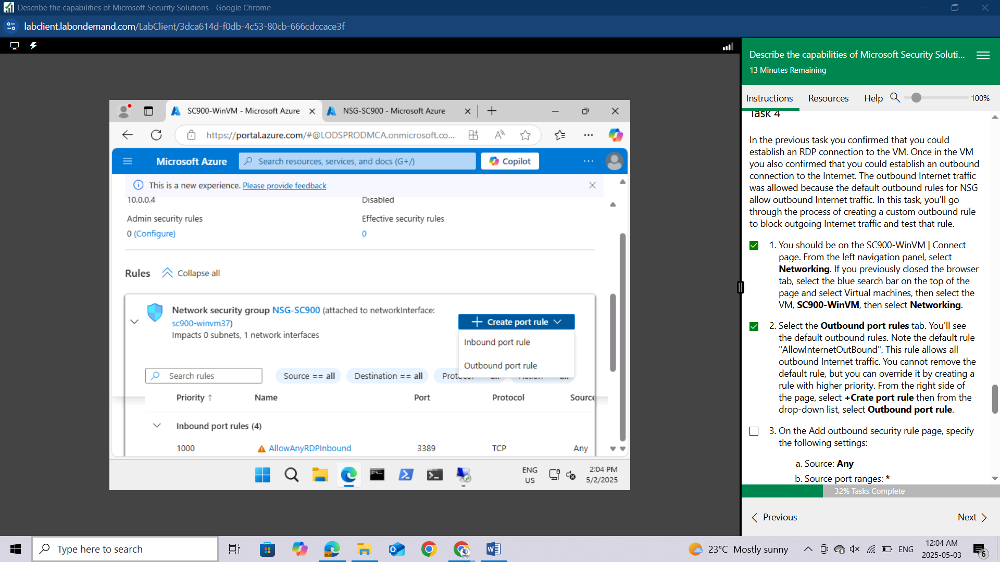 Describe the capabilities of Microsoft Security Solutions - Google Chrome
labclient.labondemand.com/LabClient/3dca614d-f0db-4c53-80cb-666cdccace3f
SC900-WinVM - Microsoft Azure
NSG-SC900 - Microsoft Azure
https://portal.azure.com/#@LODSPRODMCA.onmicrosoft.co...
Microsoft Azure
Search resources, services, and docs (G+/)
Copilot
This is a new experience. Please provide feedback
10.0.0.4
Disabled
Admin security rules
Effective security rules
0 (Configure)
0
Rules
Collapse all
Network security group NSG-SC900 (attached to networkInterface:
sc900-winvm37)
Impacts 0 subnets, 1 network interfaces
Create port rule
Inbound port rule
Outbound port rule
Search rules
Source == all
Destination == all
Priority ↑
Name
Port
Protocol
Source
Inbound port rules (4)
1000
AllowAnyRDPInbound
3389
TCP
Any
ENG
US
2:04 PM
5/2/2025
Describe the capabilities of Microsoft Security Soluti...
13 Minutes Remaining
Instructions
Resources
Help
100%
Task 4
In the previous task you confirmed that you could
establish an RDP connection to the VM. Once in the VM
you also confirmed that you could establish an outbound
connection to the Internet. The outbound Internet traffic
was allowed because the default outbound rules for NSG
allow outbound Internet traffic. In this task, you'll go
through the process of creating a custom outbound rule
to block outgoing Internet traffic and test that rule.
1. You should be on the SC900-WinVM | Connect
page. From the left navigation panel, select
Networking. If you previously closed the browser
tab, select the blue search bar on the top of the
page and select Virtual machines, then select the
VM, SC900-WinVM, then select Networking.
2. Select the Outbound port rules tab. You'll see
the default outbound rules. Note the default rule
"AllowInternetOutBound". This rule allows all
outbound Internet traffic. You cannot remove the
default rule, but you can override it by creating a
rule with higher priority. From the right side of
the page, select +Crate port rule then from the
drop-down list, select Outbound port rule.
3. On the Add outbound security rule page, specify
the following settings:
a. Source: Any
b. Source port ranges: *
32% Tasks Complete
Previous
Next
Type here to search
23°C Mostly sunny
ENG
12:04 AM
2025-05-03
6